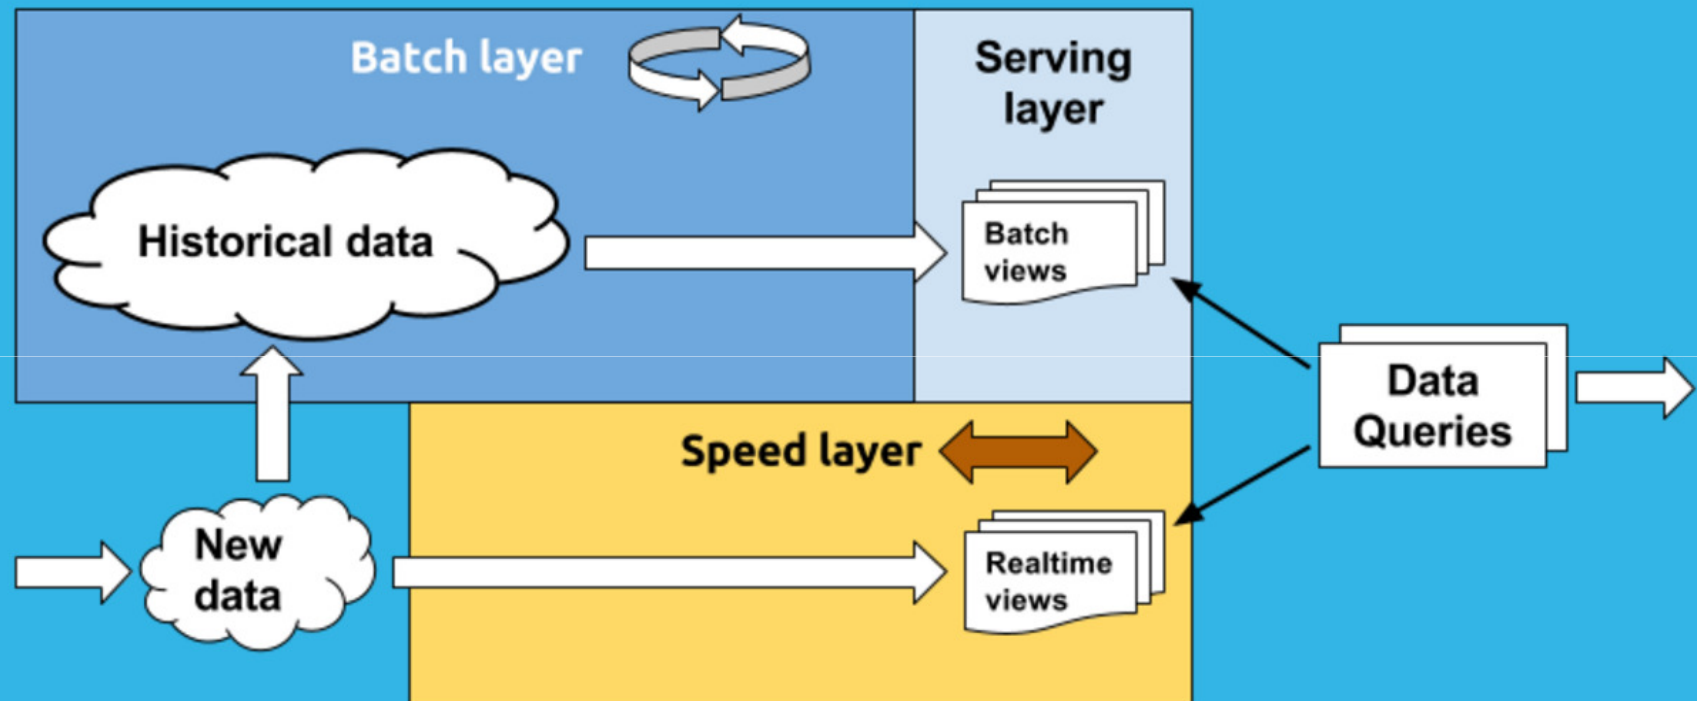 Batch layer
Serving
layer
Historical data
Batch
views
Data
Queries
Speed layer
New
data
Realtime
views